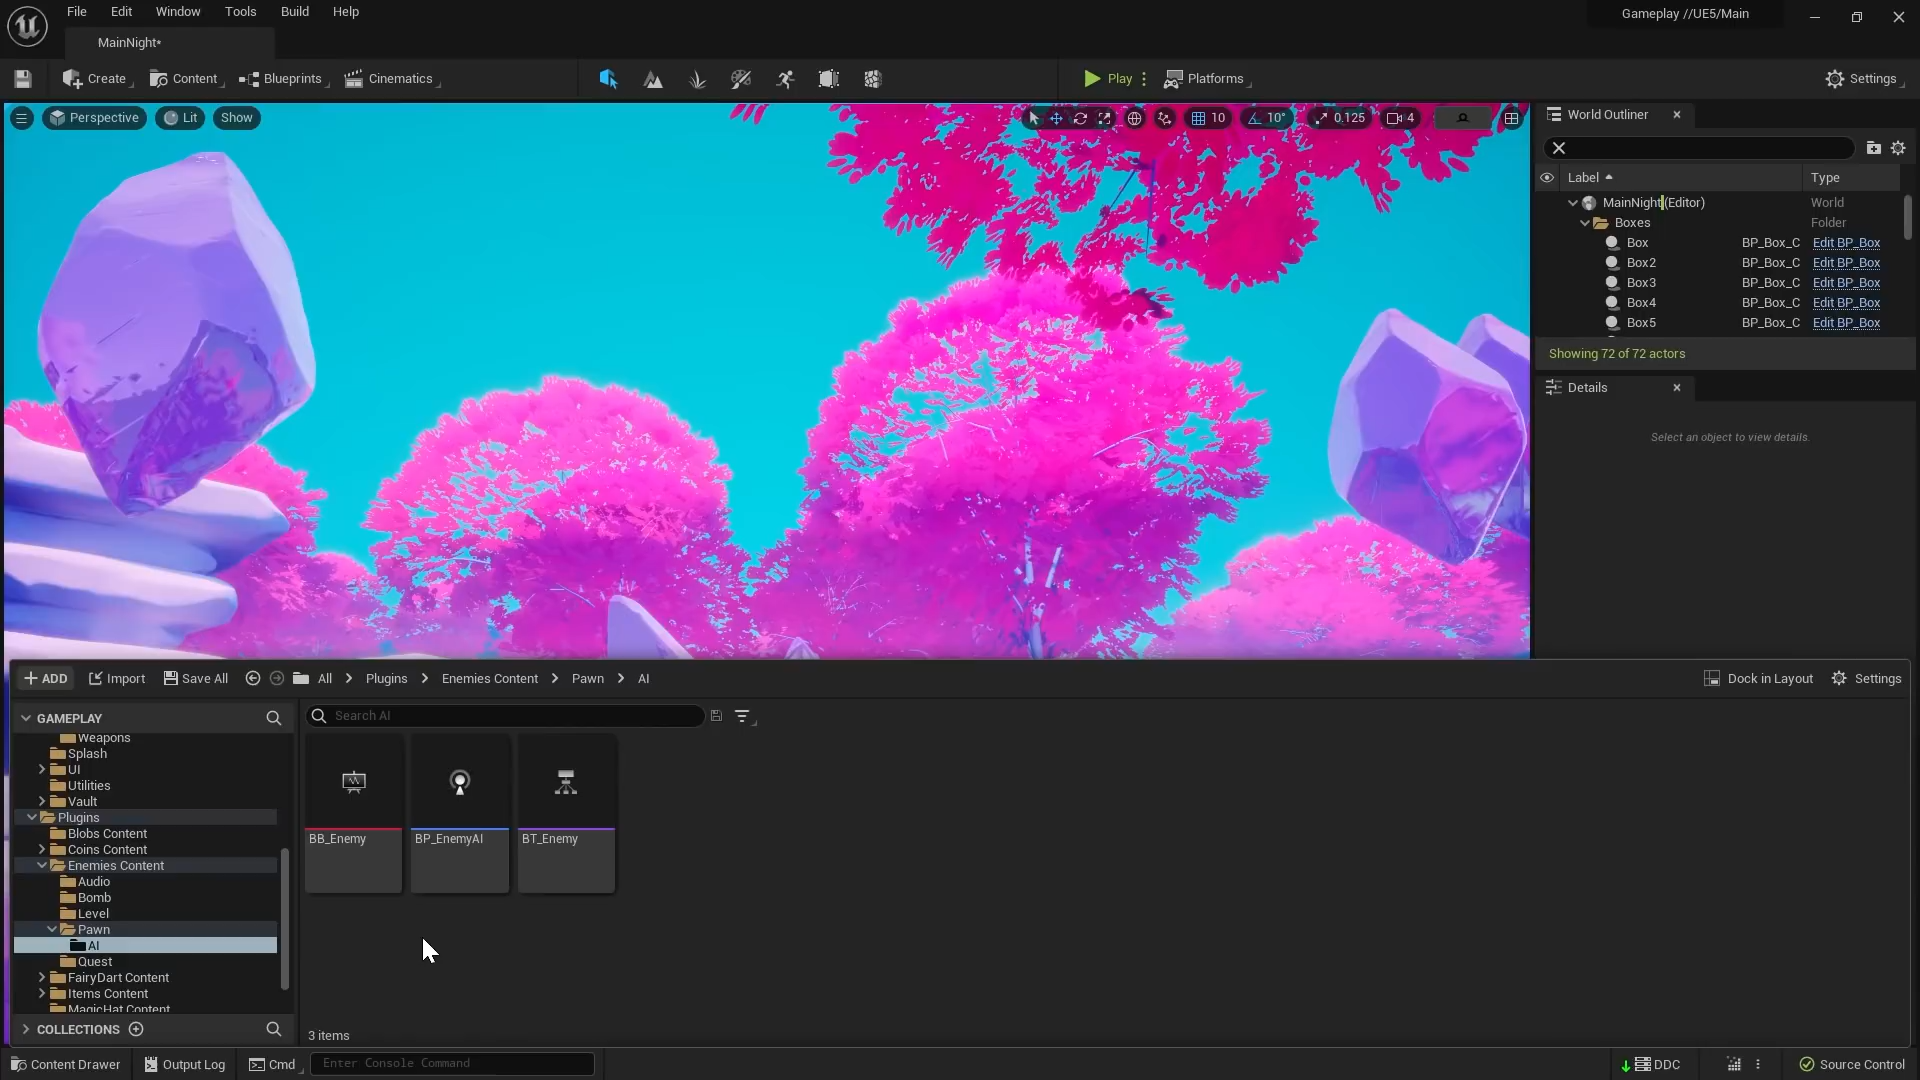 File Edit Window Tools Build Help
Gameplay //UE5/Main
MainNight*
Create Content Blueprints Cinematics Play Platforms Settings
Perspective Lit Show 10 10° 0.125 4
World Outliner
Label Type
MainNight (Editor) World
Boxes Folder
Box BP_Box_C Edit BP_Box
Box2 BP_Box_C Edit BP_Box
Box3 BP_Box_C Edit BP_Box
Box4 BP_Box_C Edit BP_Box
Box5 BP_Box_C Edit BP_Box
Showing 72 of 72 actors
Details
Select an object to view details.
ADD Import Save All All Plugins Enemies Content Pawn AI Dock in Layout Settings
GAMEPLAY
Search AI
Weapons
Splash
UI
Utilities
Vault
Plugins
Blobs Content
Coins Content
Enemies Content
Audio
Bomb
Level
Pawn
AI
Quest
FairyDart Content
Items Content
MagicHat Content
BB_Enemy BP_EnemyAI BT_Enemy
COLLECTIONS
3 items
Content Drawer Output Log Cmd Enter Console Command DDC Source Control